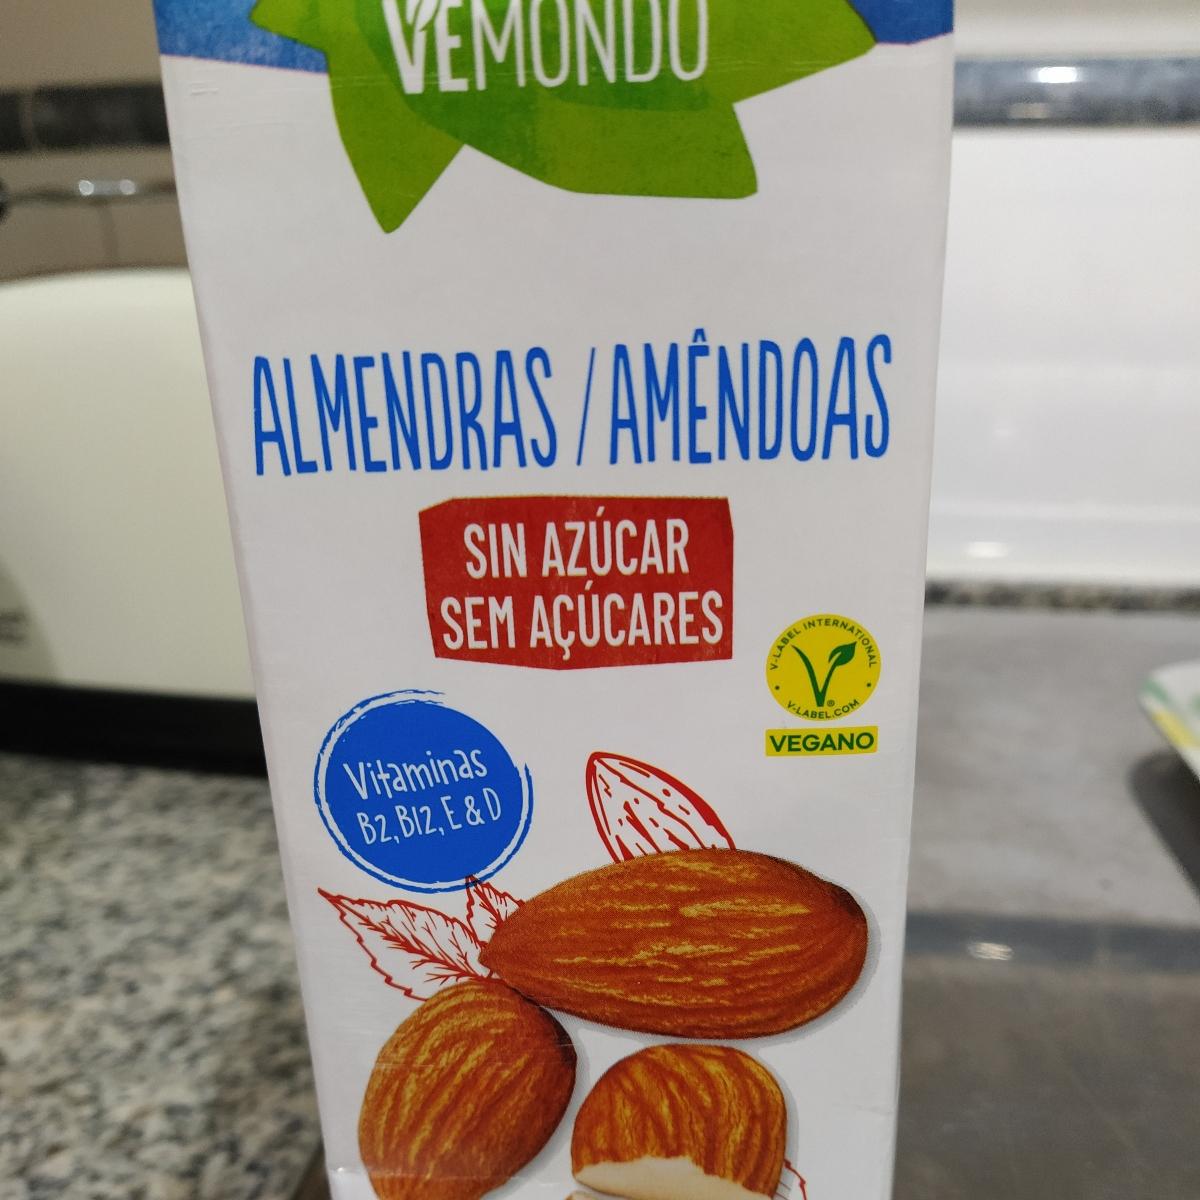 VEMONDO
ALMENDRAS / AMÊNDOAS
SIN AZÚCAR
SEM AÇÚCARES
V-LABEL INTERNATIONAL
V-LABEL.COM
VEGANO
Vitaminas
B2, B12, E & D